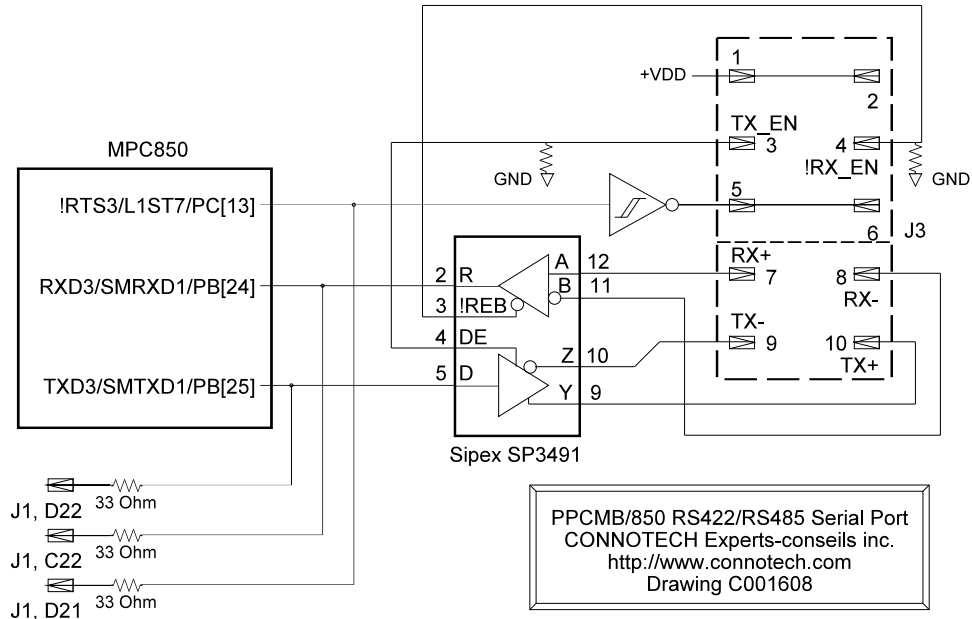 MPC850
!RTS3/L1ST7/PC[13]
RXD3/SMRXD1/PB[24]
TXD3/SMTXD1/PB[25]
+VDD
1
2
TX_EN
3
4
!RX_EN
GND
GND
5
6
J3
RX+
7
8
RX-
TX-
9
10
TX+
2 R
3 !REB
4 DE
5 D
A 12
B 11
Z 10
Y 9
Sipex SP3491
J1, D22
33 Ohm
J1, C22
33 Ohm
J1, D21
33 Ohm
PPCMB/850 RS422/RS485 Serial Port
CONNOTECH Experts-conseils inc.
http://www.connotech.com
Drawing C001608